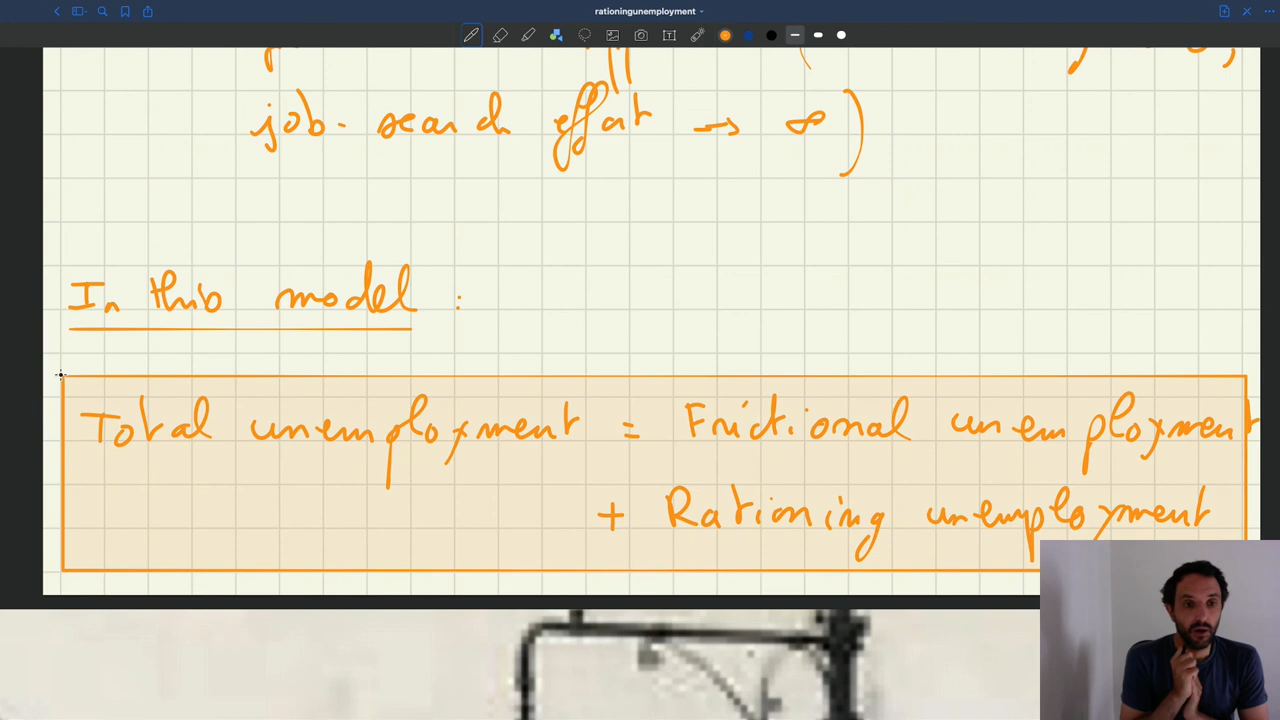 rationingunemployment
job-search effort → ∞)
In this model :
Total unemployment = Frictional unemployment
+ Rationing unemployment